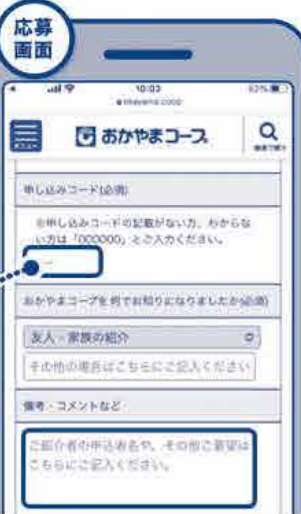 応募
画面
10:03
メニュー
おかやまコープ
申し込みコード(必須)
※申し込みコードの記載がない方、わからな
い方は「000000」とご入力ください。
おかやまコープを何でお知りになりましたか(必須)
友人・家族の紹介
その他の場合はこちらにご記入ください
備考・コメントなど
ご紹介者の申込者名や、その他ご要望は
こちらにご記入ください。